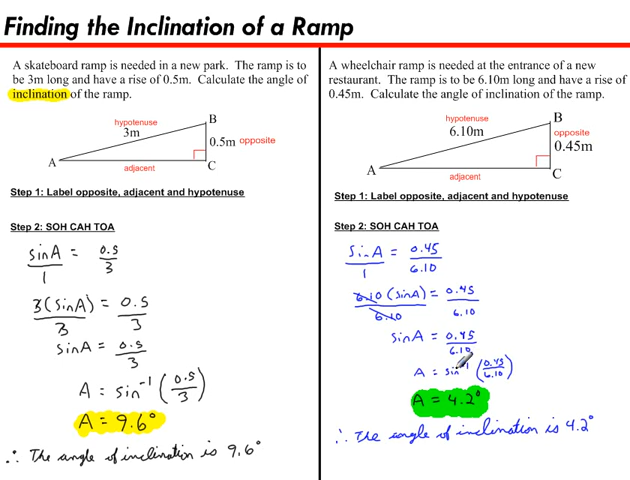 Finding the Inclination of a Ramp
A skateboard ramp is needed in a new park. The ramp is to
be 3m long and have a rise of 0.5m. Calculate the angle of
inclination of the ramp.
hypotenuse
3m
B
0.5m opposite
A
adjacent
C
Step 1: Label opposite, adjacent and hypotenuse
Step 2: SOH CAH TOA
sinA/1 = 0.5/3
3(sinA)/3 = 0.5/3
sinA = 0.5/3
A = sin⁻¹(0.5/3)
A = 9.6°
∴ The angle of inclination is 9.6°
A wheelchair ramp is needed at the entrance of a new
restaurant. The ramp is to be 6.10m long and have a rise of
0.45m. Calculate the angle of inclination of the ramp.
hypotenuse
6.10m
B
opposite
0.45m
A
adjacent
C
Step 1: Label opposite, adjacent and hypotenuse
Step 2: SOH CAH TOA
sinA/1 = 0.45/6.10
6.10(sinA)/6.10 = 0.45/6.10
sinA = 0.45/6.10
A = sin⁻¹(0.45/6.10)
A = 4.2°
∴ The angle of inclination is 4.2°